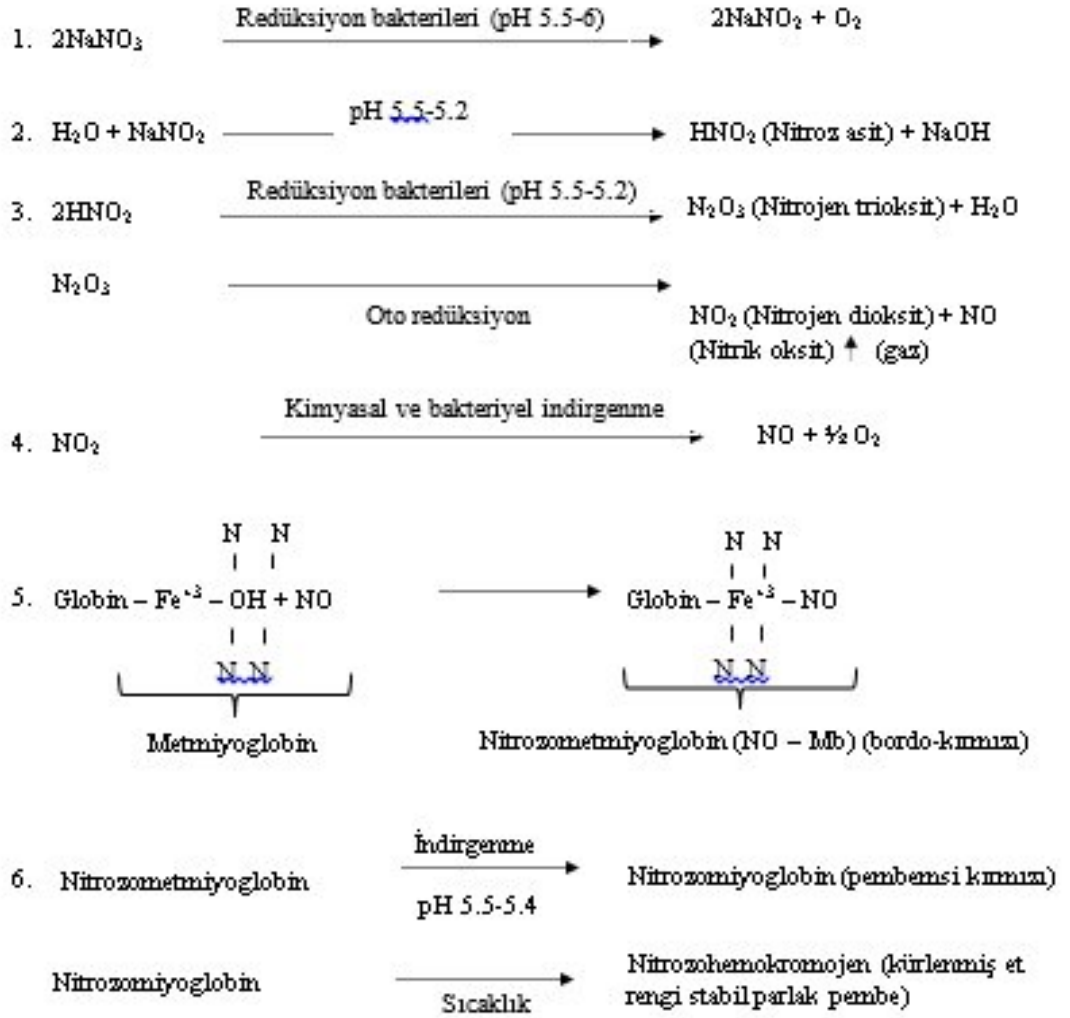 Redüksiyon bakterileri (pH 5.5-6)
1. 2NaNO₃ 2NaNO₂ + O₂
pH 5.5-5.2
2. H₂O + NaNO₂ HNO₂ (Nitroz asit) + NaOH
Redüksiyon bakterileri (pH 5.5-5.2)
3. 2HNO₂ N₂O₃ (Nitrojen trioksit) + H₂O
N₂O₃
Oto redüksiyon NO₂ (Nitrojen dioksit) + NO
(Nitrik oksit) ↑ (gaz)
Kimyasal ve bakteriyel indirgenme
4. NO₂ NO + ½ O₂
N N N N
5. Globin – Fe⁺³ – OH + NO Globin – Fe⁺³ – NO
N N N N
Metmiyoglobin Nitrozometmiyoglobin (NO – Mb) (bordo-kırmızı)
İndirgenme
6. Nitrozometmiyoglobin Nitrozomiyoglobin (pembemsi kırmızı)
pH 5.5-5.4
Nitrozomiyoglobin Nitrozohemokromojen (kürlenmiş et
Sıcaklık rengi stabil parlak pembe)